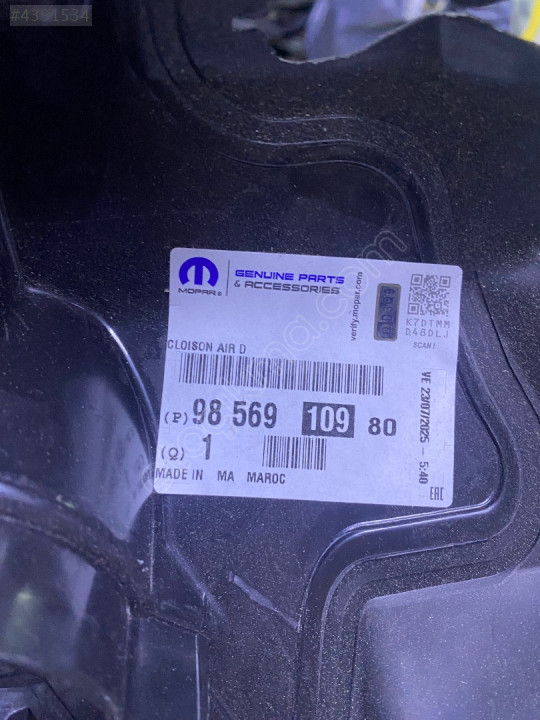 #4391534
MOPAR®
GENUINE PARTS
& ACCESSORIES
verify.mopar.com
K7DTMM
D4BDLJ
SCAN!
CLOISON AIR D
(P) 98 569 109 80
(Q) 1
MADE IN MA MAROC
VE 23/07/2025 - 5:40
EAC